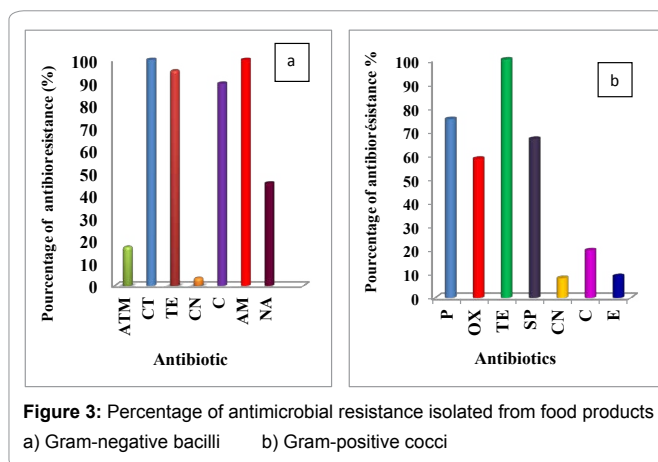 a
Pourcentage of antibioresistance (%)
100
90
80
70
60
50
40
30
20
10
0
ATM
CT
TE
CN
C
AM
NA
Antibiotic
b
Pourcentage of antibiorésistance %
100
90
80
70
60
50
40
30
20
10
0
P
OX
TE
SP
CN
C
E
Antibiotics
Figure 3: Percentage of antimicrobial resistance isolated from food products
a) Gram-negative bacilli b) Gram-positive cocci